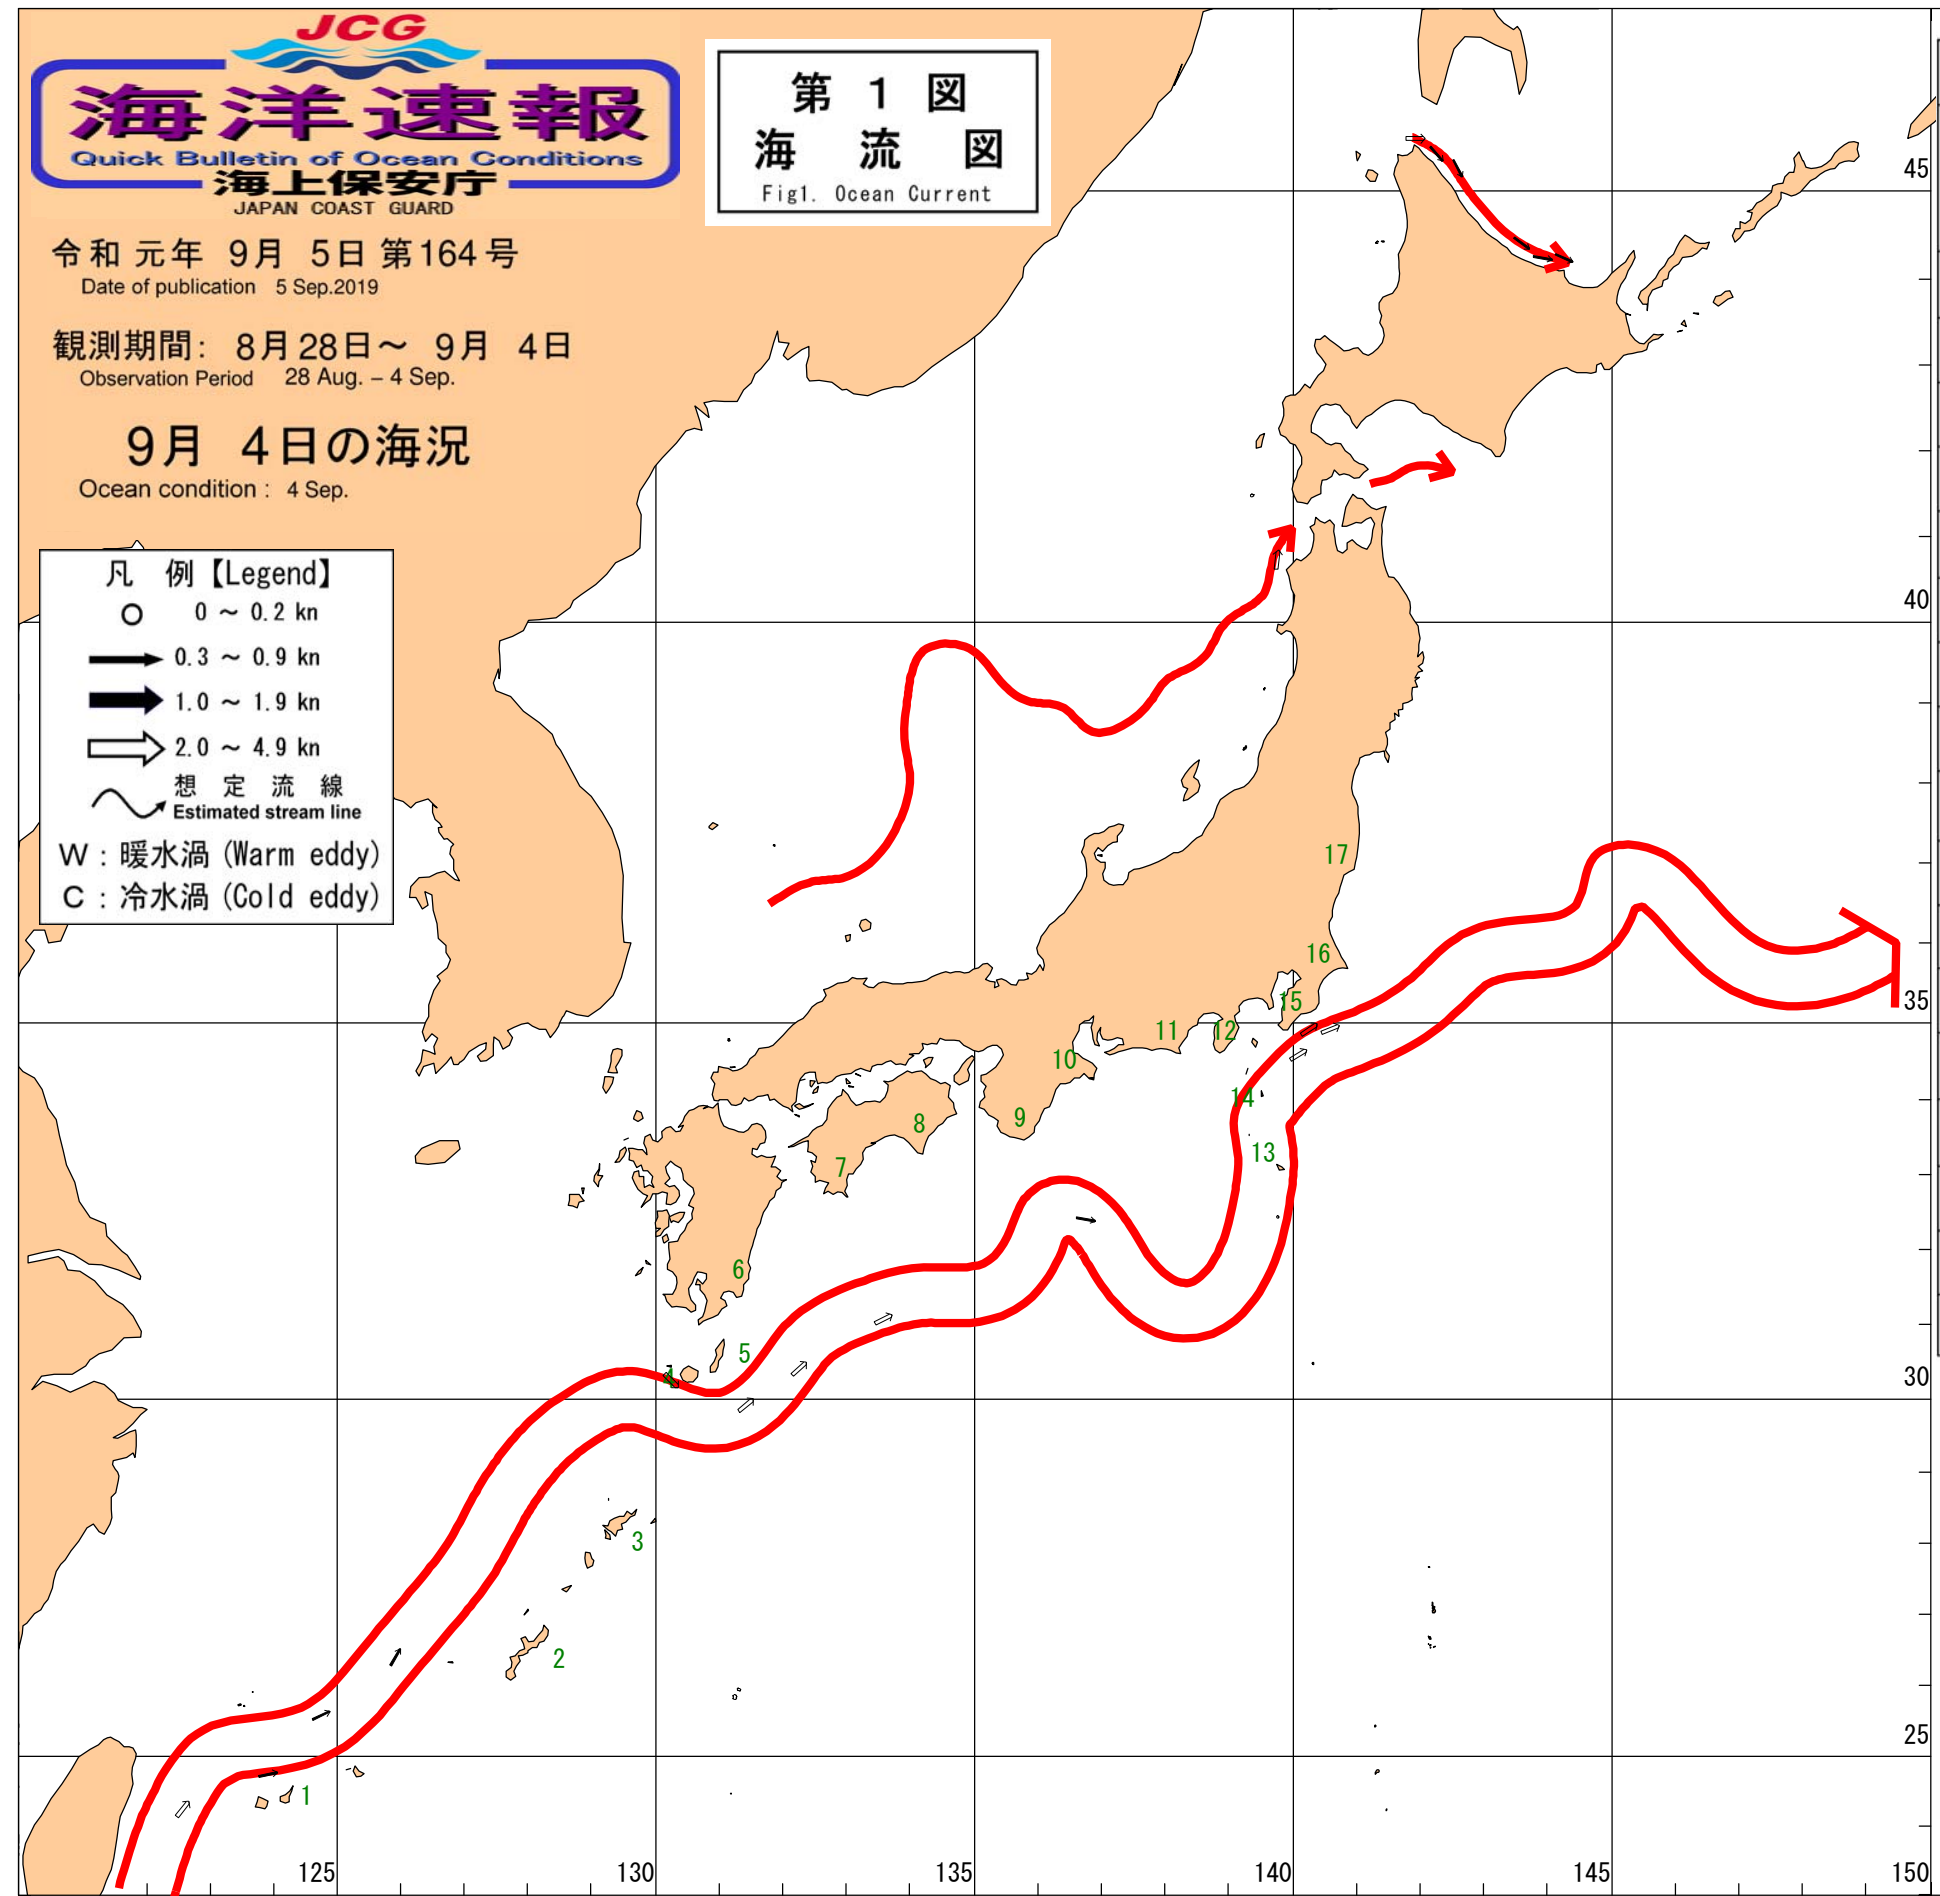 JCG
海洋速報
Quick Bulletin of Ocean Conditions
海上保安庁
JAPAN COAST GUARD
令和 元年 9月 5日 第164号
Date of publication 5 Sep.2019
観測期間: 8月28日～ 9月 4日
Observation Period 28 Aug. – 4 Sep.
9月 4日の海況
Ocean condition : 4 Sep.
第 1 図
海 流 図
Fig1. Ocean Current
凡 例【Legend】
0 ～ 0.2 kn
0.3 ～ 0.9 kn
1.0 ～ 1.9 kn
2.0 ～ 4.9 kn
想 定 流 線
Estimated stream line
W : 暖水渦 (Warm eddy)
C : 冷水渦 (Cold eddy)
45
40
17
16
35
15
12
11
10
14
9
8
13
7
6
5
4
30
3
2
25
1
125
130
135
140
145
150